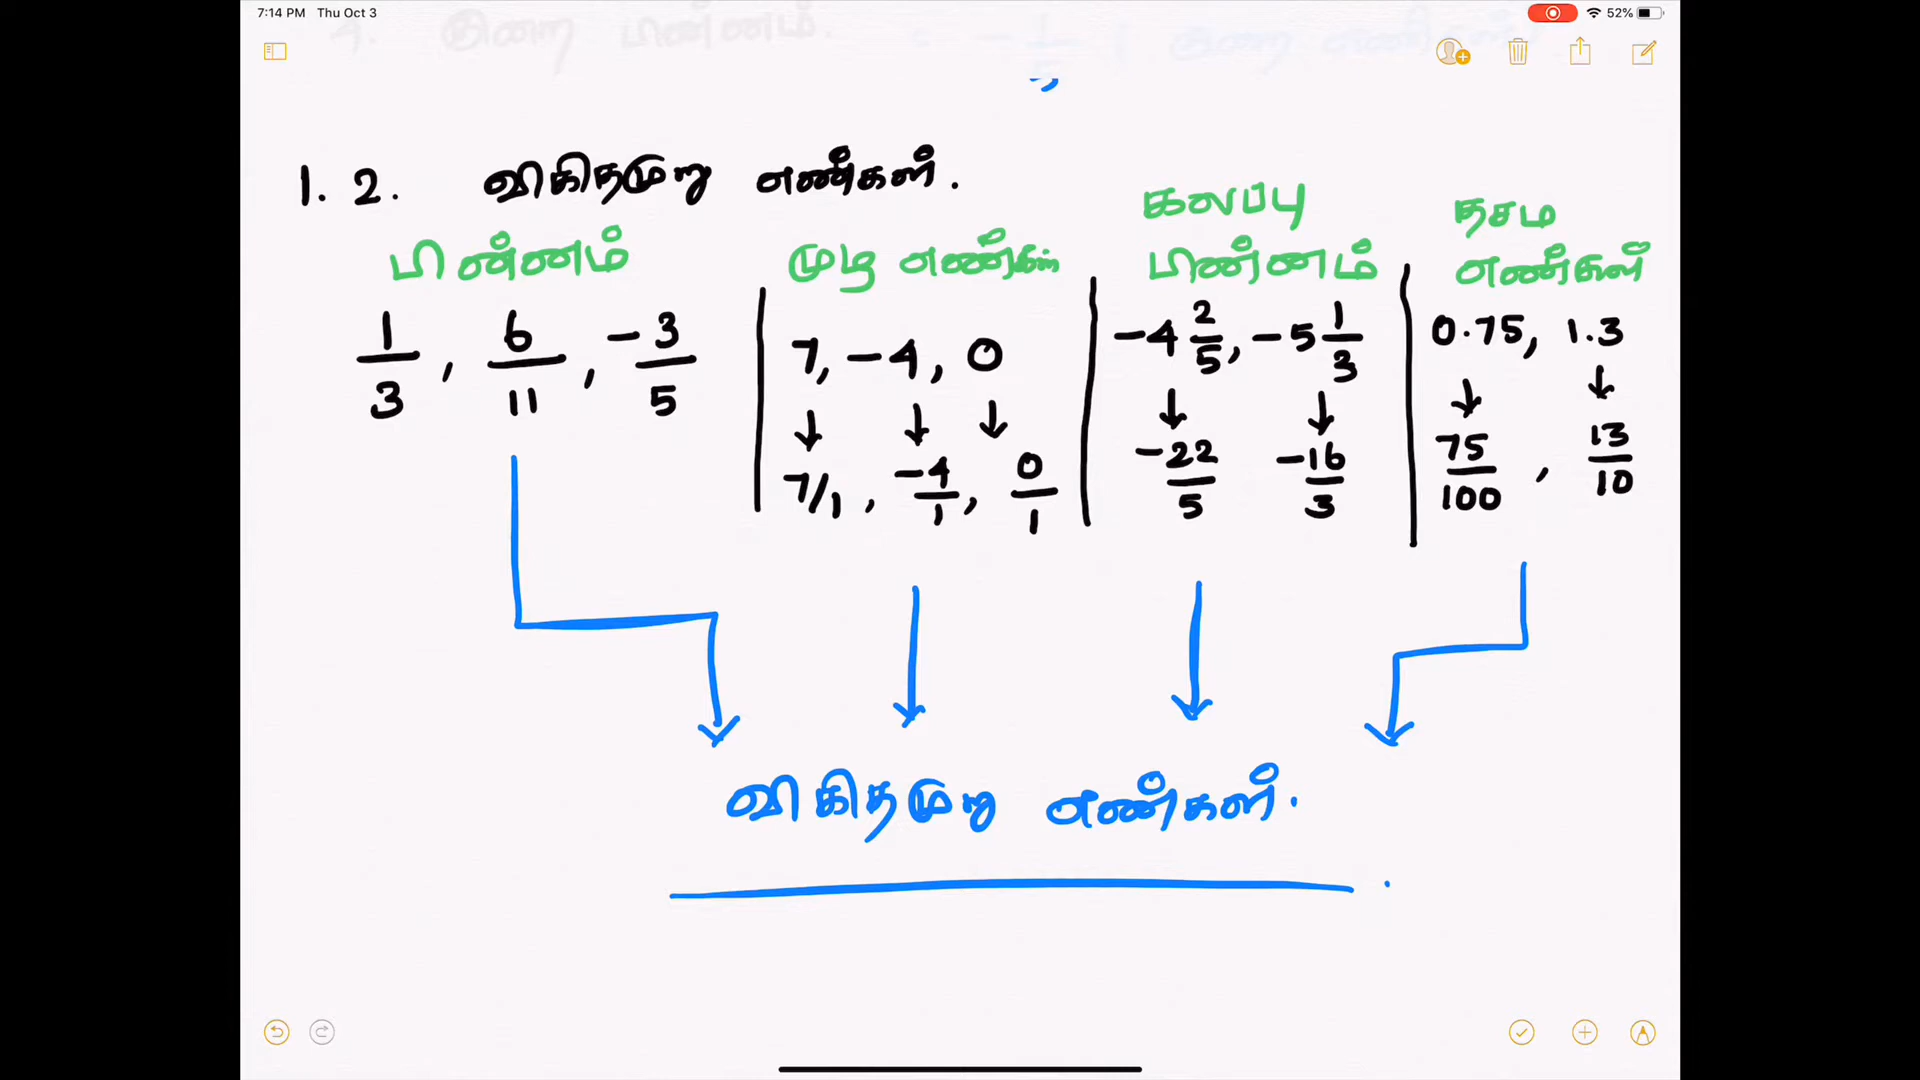 7:14 PM Thu Oct 3
52%
1.2. விகிதமுறு எண்கள்.
பின்னம்
முழு எண்கள்
கலப்பு பின்னம்
தசம எண்கள்
1/3, 6/11, -3/5
7, -4, 0
-4 2/5, -5 1/3
0.75, 1.3
↓ ↓ ↓ ↓ ↓ ↓ ↓
7/1, -4/1, 0/1
-22/5 -16/3
75/100, 13/10
விகிதமுறு எண்கள்.